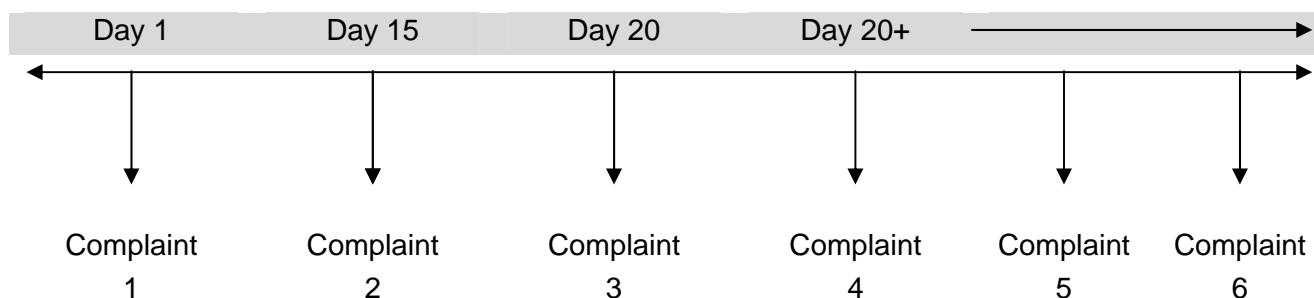 Day 1 Day 15 Day 20 Day 20+
Complaint Complaint Complaint Complaint Complaint Complaint
1 2 3 4 5 6